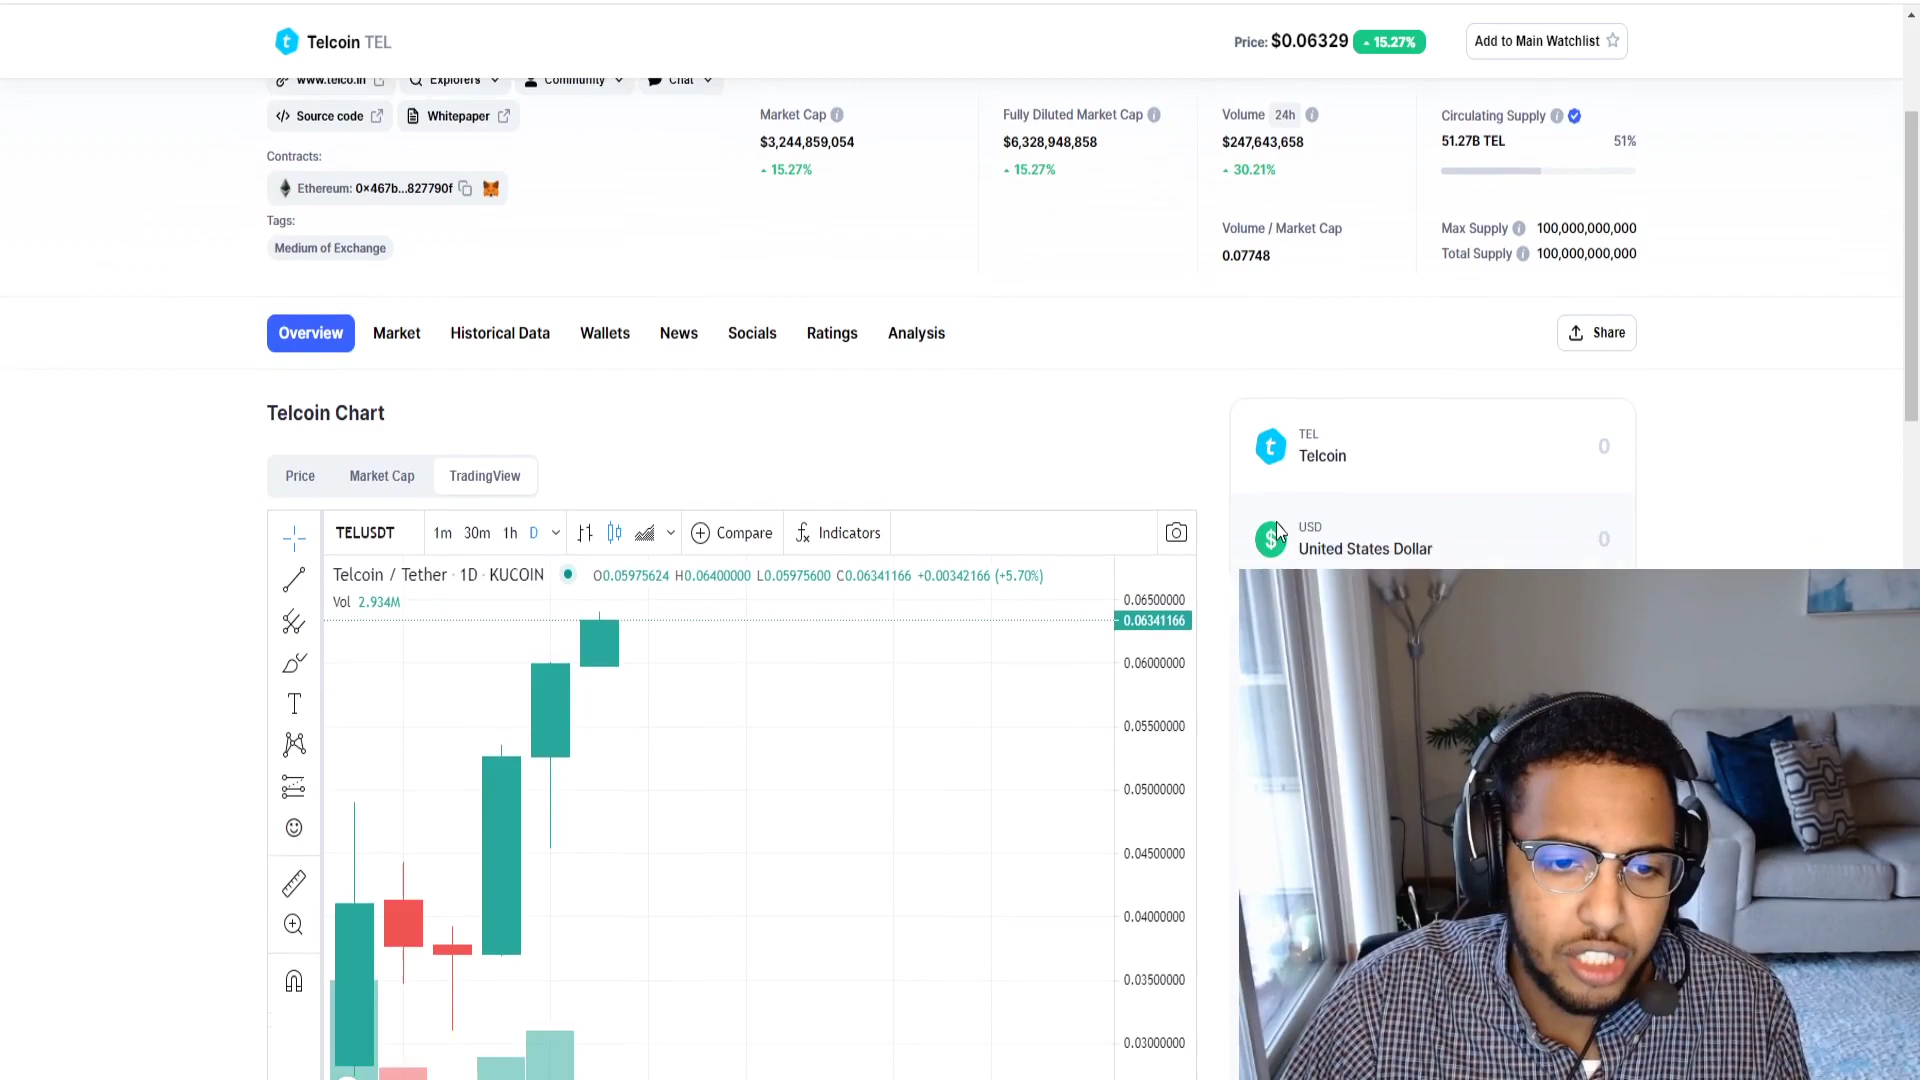 Telcoin TEL
Price: $0.06329 15.27%
Add to Main Watchlist
www.telco.in
Explorers
Community
Chat
Source code
Whitepaper
Contracts:
Ethereum: 0x467b...827790f
Tags:
Medium of Exchange
Market Cap
$3,244,859,054
15.27%
Fully Diluted Market Cap
$6,328,948,858
15.27%
Volume 24h
$247,643,658
30.21%
Volume / Market Cap
0.07748
Circulating Supply
51.27B TEL 51%
Max Supply 100,000,000,000
Total Supply 100,000,000,000
Overview
Market
Historical Data
Wallets
News
Socials
Ratings
Analysis
Share
Telcoin Chart
Price
Market Cap
TradingView
TELUSDT
1m 30m 1h D
Compare
Indicators
Telcoin / Tether · 1D · KUCOIN O0.05975624 H0.06400000 L0.05975600 C0.06341166 +0.00342166 (+5.70%)
Vol 2.934M
0.06500000
0.06341166
0.06000000
0.05500000
0.05000000
0.04500000
0.04000000
0.03500000
0.03000000
TEL
Telcoin
0
USD
United States Dollar
0